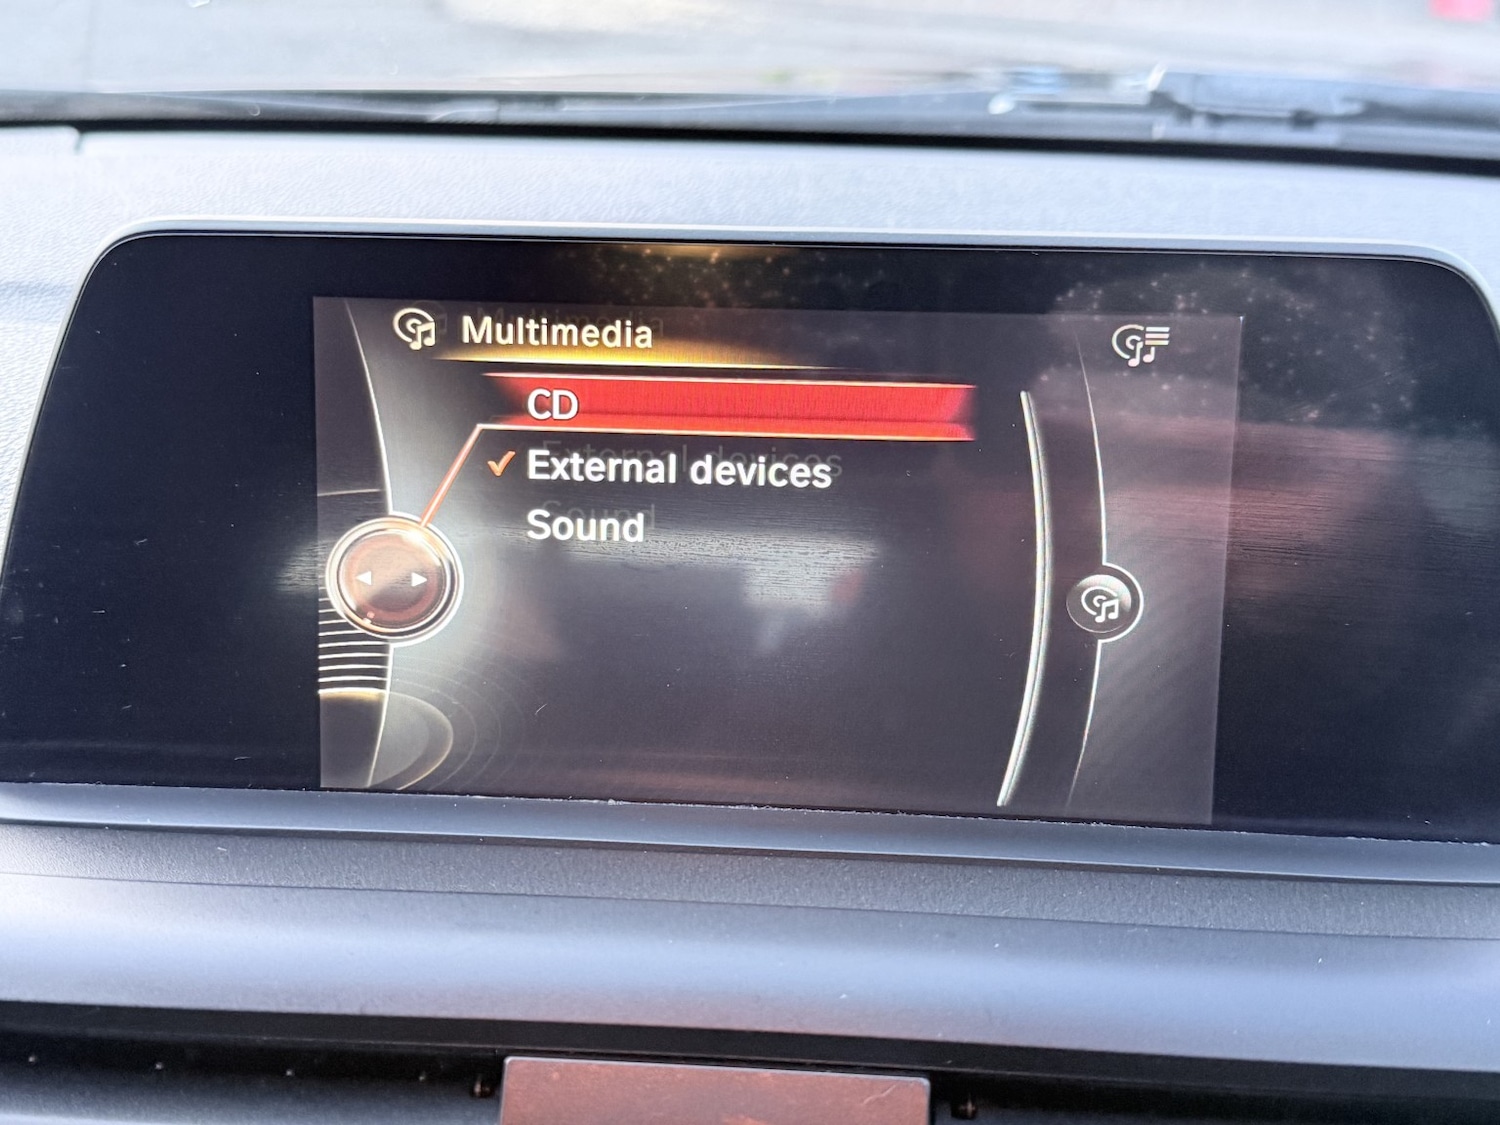 Multimedia
CD
External devices
Sound